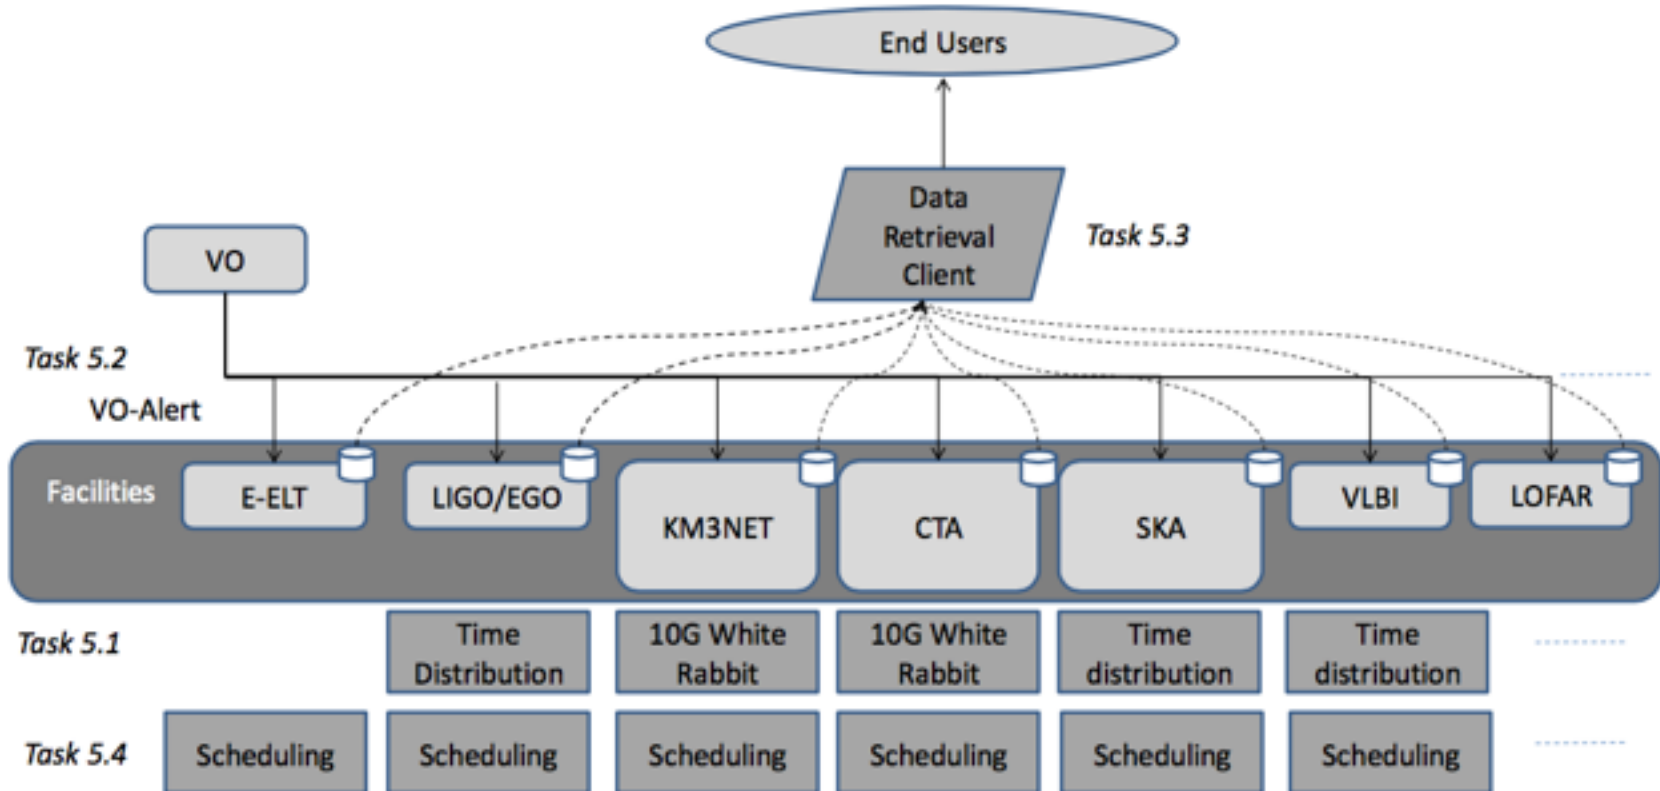 End Users
Data
Retrieval
Client
Task 5.3
VO
Task 5.2
VO-Alert
Facilities
E-ELT
LIGO/EGO
KM3NET
CTA
SKA
VLBI
LOFAR
Task 5.1
Time
Distribution
10G White
Rabbit
10G White
Rabbit
Time
distribution
Time
distribution
Task 5.4
Scheduling
Scheduling
Scheduling
Scheduling
Scheduling
Scheduling